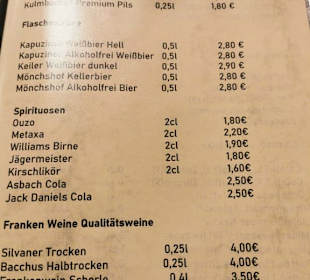 Kulmbacher Premium Pils 0,25l 1,80 €
Kapuziner Weißbier Hell 0,5l 2,80 €
Kapuziner Alkoholfrei Weißbier 0,5l 2,80 €
Keiler Weißbier dunkel 0,5l 2,90 €
Mönchshof Kellerbier 0,5l 2,80 €
Mönchshof Alkoholfrei Bier 0,5l 2,80 €
Spirituosen
Ouzo 2cl 1,80€
Metaxa 2cl 2,20€
Williams Birne 2cl 1,90€
Jägermeister 2cl 1,80€
Kirschlikör 2cl 1,60€
Asbach Cola 2,50€
Jack Daniels Cola 2,50€
Franken Weine Qualitätsweine
Silvaner Trocken 0,25l 4,00€
Bacchus Halbtrocken 0,25l 4,00€
Frankenwein Schorle 0,4l 3,50€